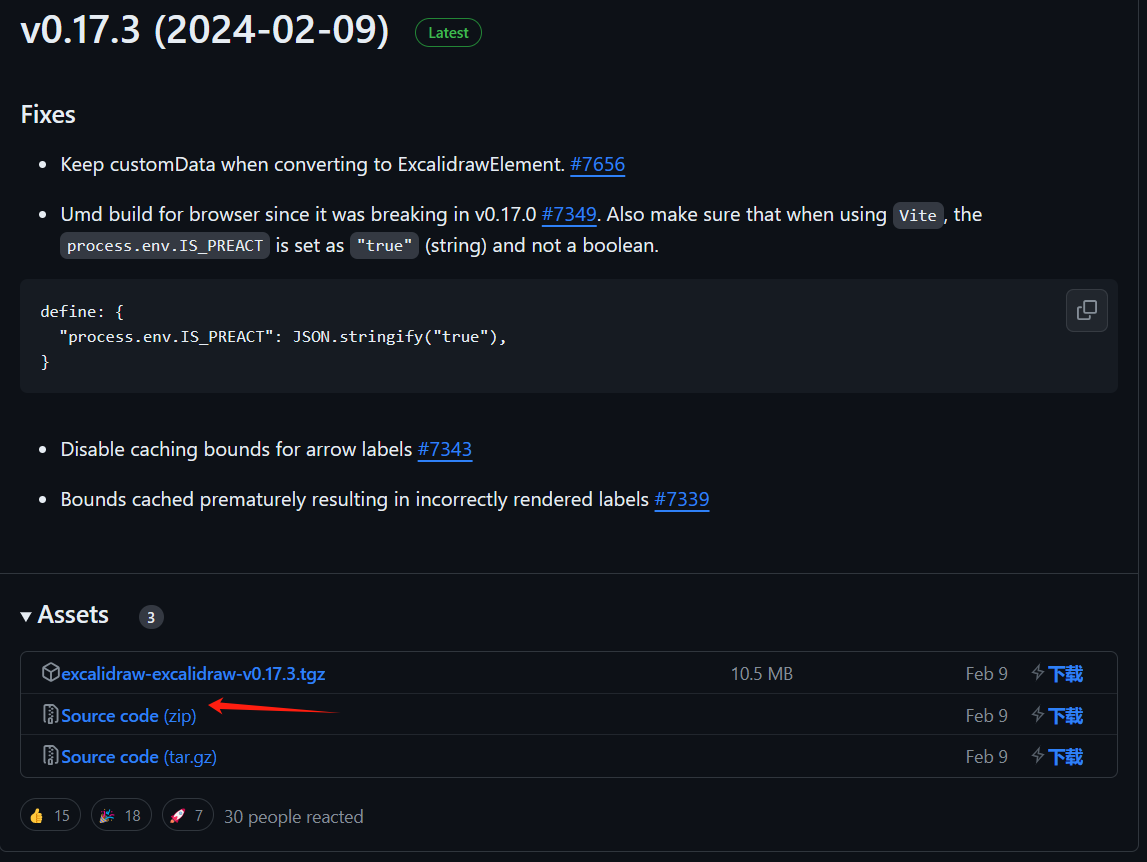 v0.17.3 (2024-02-09) Latest
Fixes
Keep customData when converting to ExcalidrawElement. #7656
Umd build for browser since it was breaking in v0.17.0 #7349. Also make sure that when using Vite, the
process.env.IS_PREACT is set as "true" (string) and not a boolean.
define: {
  "process.env.IS_PREACT": JSON.stringify("true"),
}
Disable caching bounds for arrow labels #7343
Bounds cached prematurely resulting in incorrectly rendered labels #7339
Assets 3
excalidraw-excalidraw-v0.17.3.tgz 10.5 MB Feb 9 下载
Source code (zip) Feb 9 下载
Source code (tar.gz) Feb 9 下载
15 18 7 30 people reacted